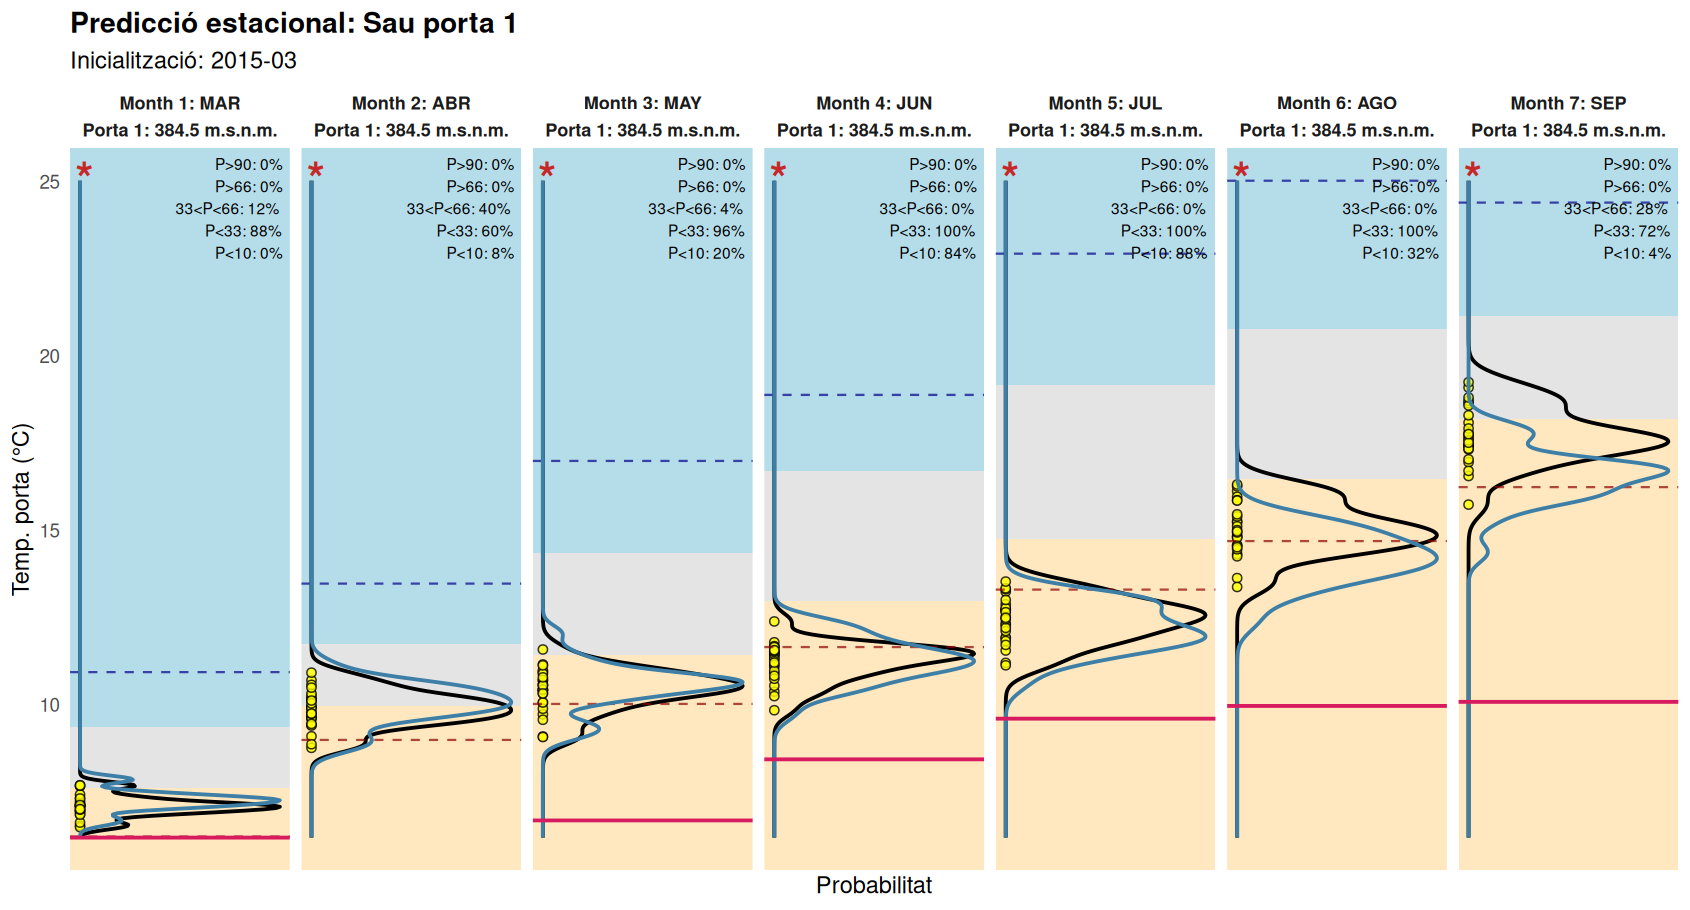 Predicció estacional: Sau porta 1
Inicialització: 2015-03
Month 1: MAR
Porta 1: 384.5 m.s.n.m.
*
P>90: 0%
P>66: 0%
33<P<66: 12%
P<33: 88%
P<10: 0%
Month 2: ABR
Porta 1: 384.5 m.s.n.m.
*
P>90: 0%
P>66: 0%
33<P<66: 40%
P<33: 60%
P<10: 8%
Month 3: MAY
Porta 1: 384.5 m.s.n.m.
*
P>90: 0%
P>66: 0%
33<P<66: 4%
P<33: 96%
P<10: 20%
Month 4: JUN
Porta 1: 384.5 m.s.n.m.
*
P>90: 0%
P>66: 0%
33<P<66: 0%
P<33: 100%
P<10: 84%
Month 5: JUL
Porta 1: 384.5 m.s.n.m.
*
P>90: 0%
P>66: 0%
33<P<66: 0%
P<33: 100%
P<10: 88%
Month 6: AGO
Porta 1: 384.5 m.s.n.m.
*
P>90: 0%
P>66: 0%
33<P<66: 0%
P<33: 100%
P<10: 32%
Month 7: SEP
Porta 1: 384.5 m.s.n.m.
*
P>90: 0%
P>66: 0%
33<P<66: 28%
P<33: 72%
P<10: 4%
25
20
15
10
Temp. porta (°C)
Probabilitat